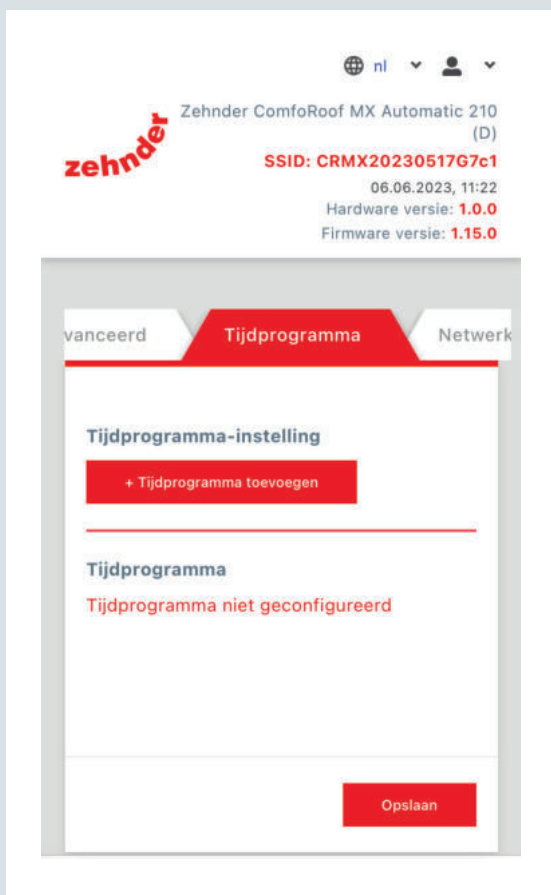 nl
zehnder
Zehnder ComfoRoof MX Automatic 210
(D)
SSID: CRMX20230517G7c1
06.06.2023, 11:22
Hardware versie: 1.0.0
Firmware versie: 1.15.0
vanceerd Tijdprogramma Netwerk
Tijdprogramma-instelling
+ Tijdprogramma toevoegen
Tijdprogramma
Tijdprogramma niet geconfigureerd
Opslaan